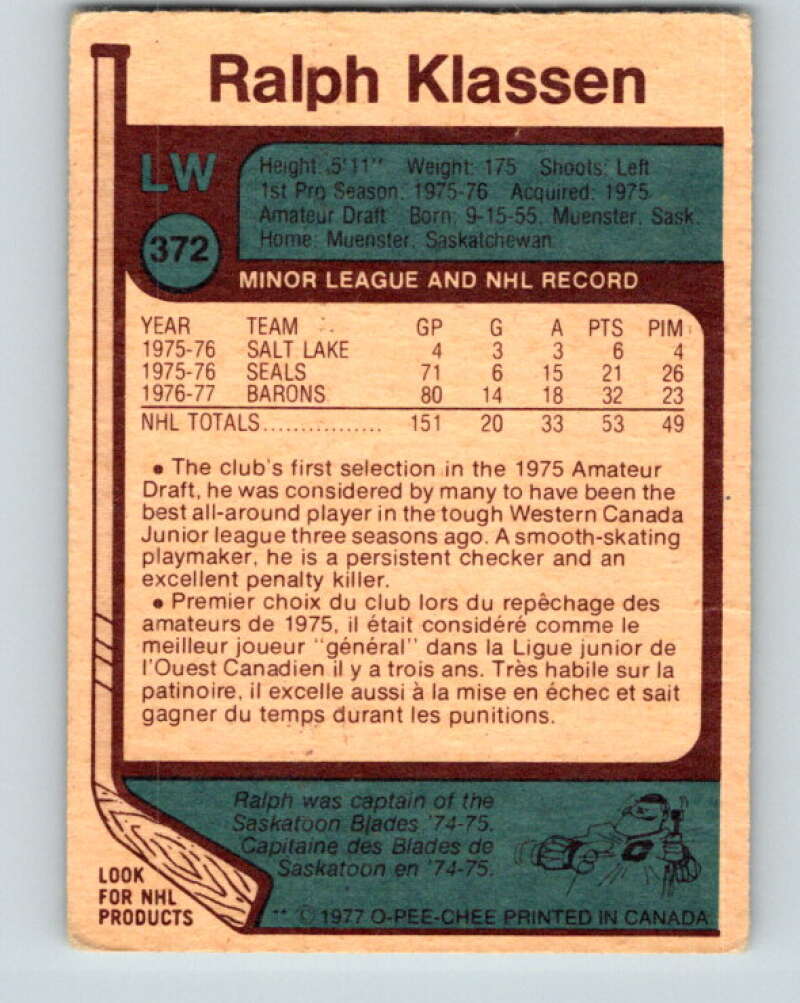 Ralph Klassen
LW
372
Height: 5'11" Weight: 175 Shoots: Left
1st Pro Season: 1975-76 Acquired: 1975
Amateur Draft Born: 9-15-55, Muenster, Sask.
Home: Muenster, Saskatchewan
MINOR LEAGUE AND NHL RECORD
YEAR TEAM GP G A PTS PIM
1975-76 SALT LAKE 4 3 3 6 4
1975-76 SEALS 71 6 15 21 26
1976-77 BARONS 80 14 18 32 23
NHL TOTALS................ 151 20 33 53 49
• The club's first selection in the 1975 Amateur
Draft, he was considered by many to have been the
best all-around player in the tough Western Canada
Junior league three seasons ago. A smooth-skating
playmaker, he is a persistent checker and an
excellent penalty killer.
• Premier choix du club lors du repêchage des
amateurs de 1975, il était considéré comme le
meilleur joueur "général" dans la Ligue junior de
l'Ouest Canadien il y a trois ans. Très habile sur la
patinoire, il excelle aussi à la mise en échec et sait
gagner du temps durant les punitions.
Ralph was captain of the
Saskatoon Blades '74-75.
Capitaine des Blades de
Saskatoon en '74-75.
C
LOOK
FOR NHL
PRODUCTS
** © 1977 O-PEE-CHEE PRINTED IN CANADA